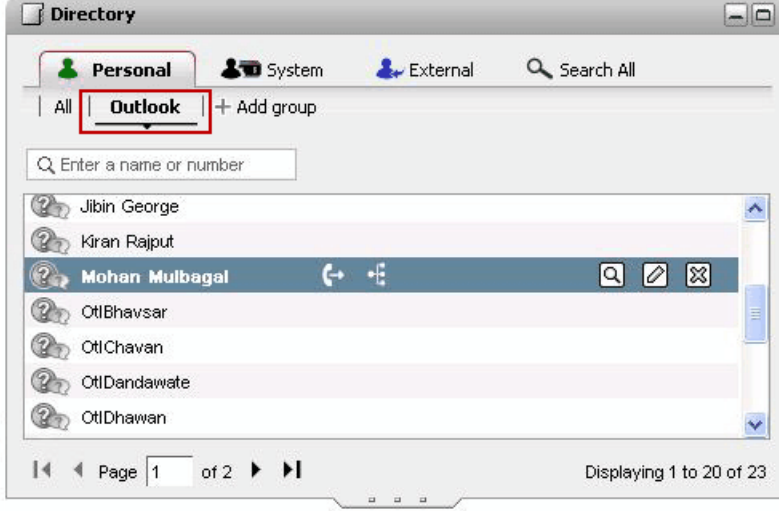 Directory
Personal System External Search All
All Outlook Add group
Enter a name or number
Jibin George
Kiran Rajput
Mohan Mulbagal
OtlBhavsar
OtlChavan
OtlDandawate
OtlDhawan
Page 1 of 2 Displaying 1 to 20 of 23